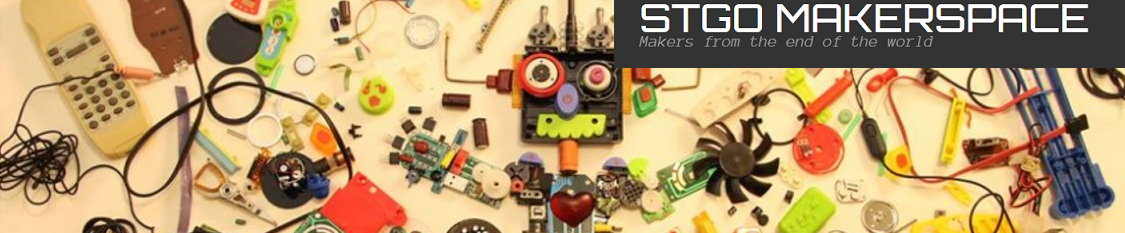 STGO MAKERSPACE
Makers from the end of the world